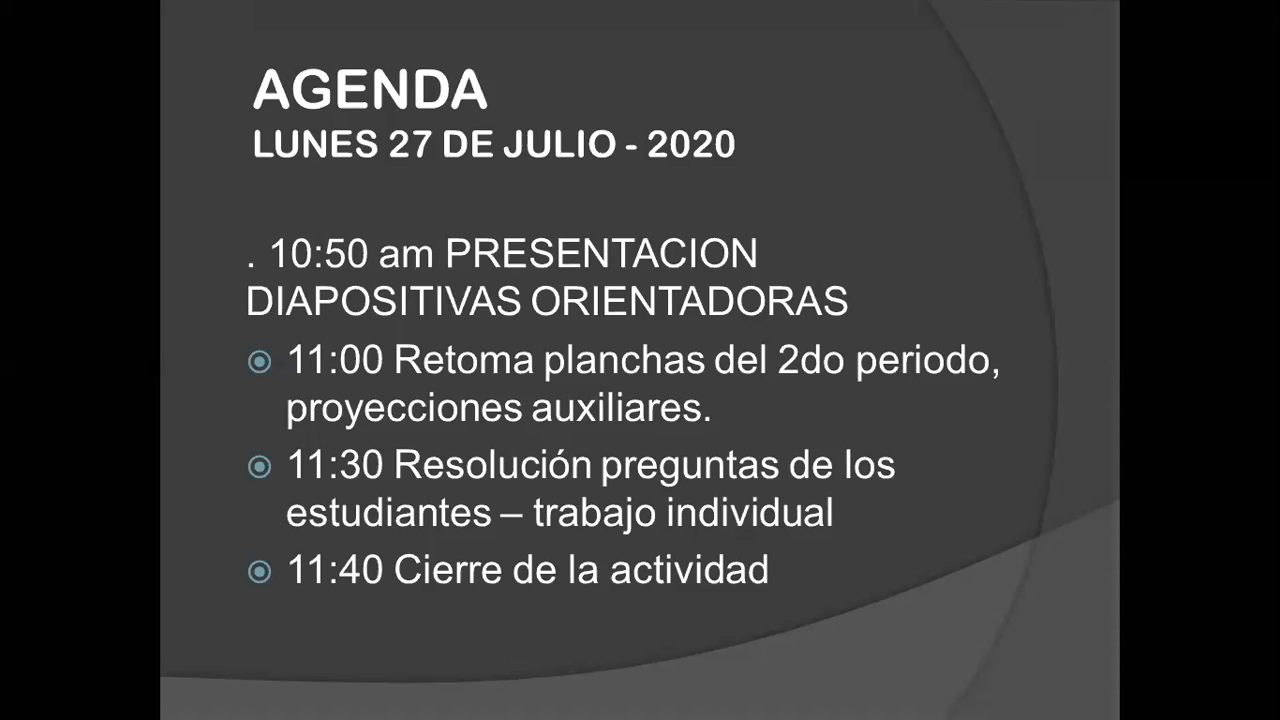 AGENDA
LUNES 27 DE JULIO - 2020
. 10:50 am PRESENTACION
DIAPOSITIVAS ORIENTADORAS
11:00 Retoma planchas del 2do periodo,
proyecciones auxiliares.
11:30 Resolución preguntas de los
estudiantes – trabajo individual
11:40 Cierre de la actividad